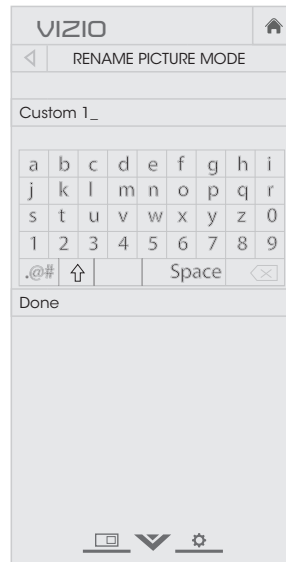 VIZIO
RENAME PICTURE MODE
Custom 1_
a b c d e f g h i
j k l m n o p q r
s t u v w x y z 0
1 2 3 4 5 6 7 8 9
.@# Space
Done